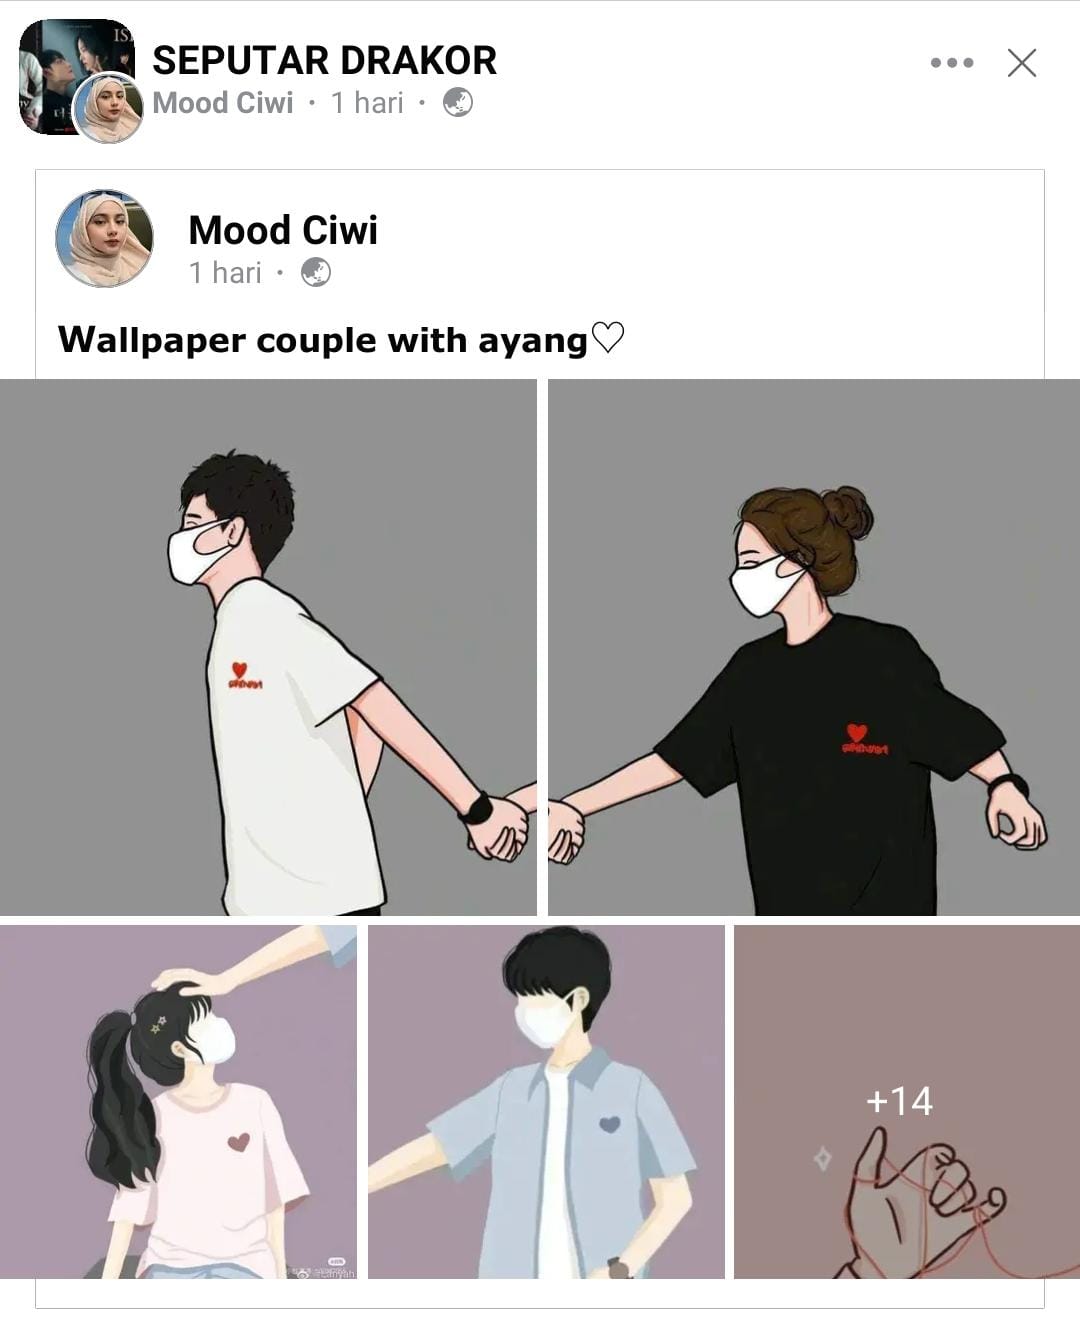 SEPUTAR DRAKOR
Mood Ciwi · 1 hari ·
Mood Ciwi
1 hari ·
Wallpaper couple with ayang♡
+14